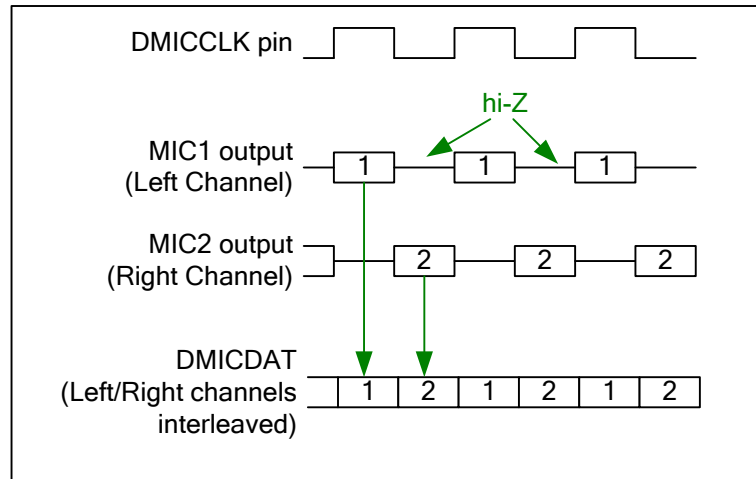 DMICCLK pin
hi-Z
MIC1 output
(Left Channel)
1 1 1
MIC2 output
(Right Channel)
2 2 2
DMICDAT
(Left/Right channels
interleaved)
1 2 1 2 1 2